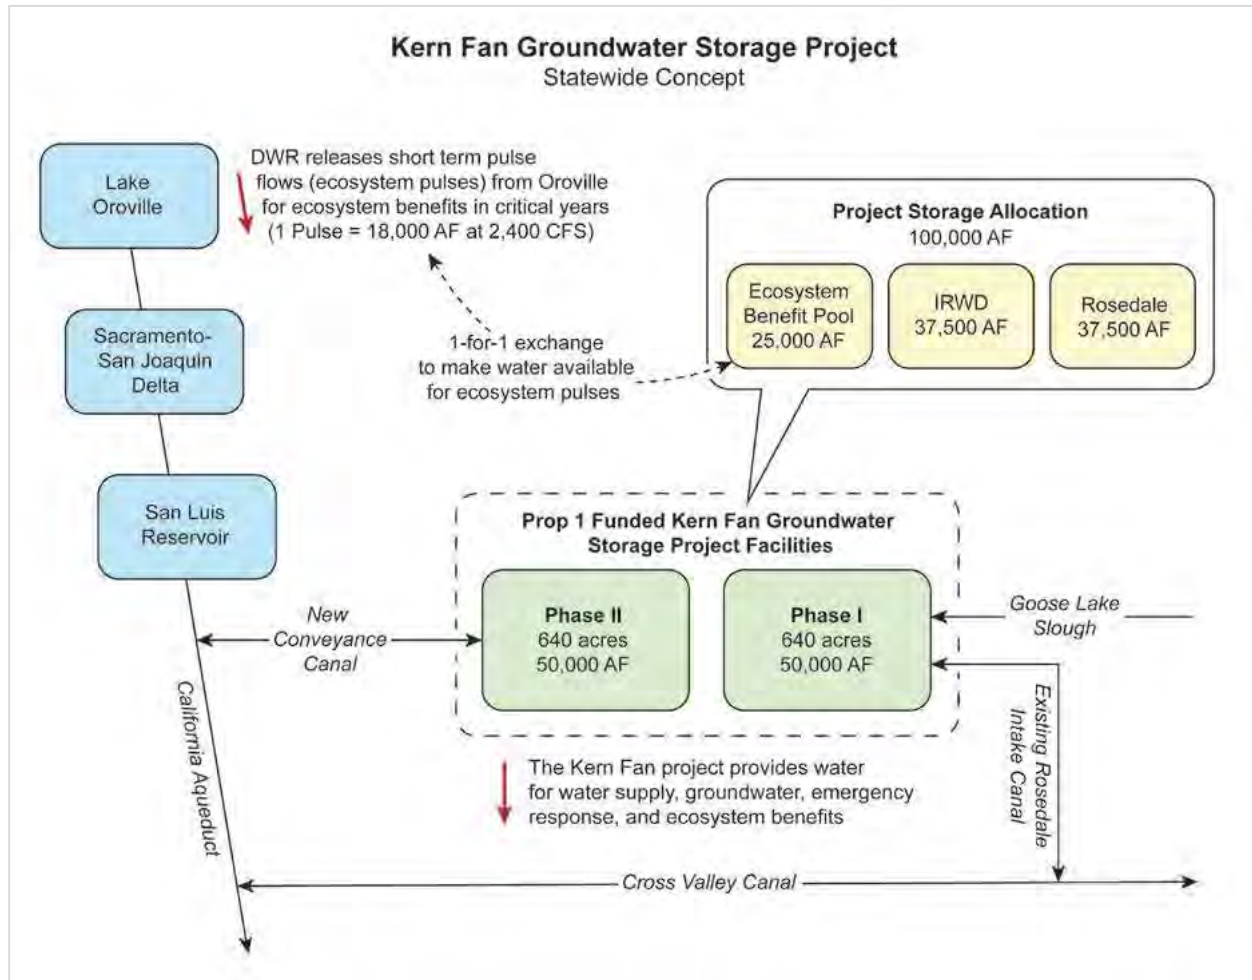 Kern Fan Groundwater Storage Project
Statewide Concept
Lake
Oroville
DWR releases short term pulse
flows (ecosystem pulses) from Oroville
for ecosystem benefits in critical years
(1 Pulse = 18,000 AF at 2,400 CFS)
Project Storage Allocation
100,000 AF
Ecosystem
Benefit Pool
25,000 AF
IRWD
37,500 AF
Rosedale
37,500 AF
Sacramento-
San Joaquin
Delta
1-for-1 exchange
to make water available
for ecosystem pulses
San Luis
Reservoir
Prop 1 Funded Kern Fan Groundwater
Storage Project Facilities
Phase II
640 acres
50,000 AF
Phase I
640 acres
50,000 AF
New
Conveyance
Canal
Goose Lake
Slough
California Aqueduct
Existing Rosedale
Intake Canal
The Kern Fan project provides water
for water supply, groundwater, emergency
response, and ecosystem benefits
Cross Valley Canal